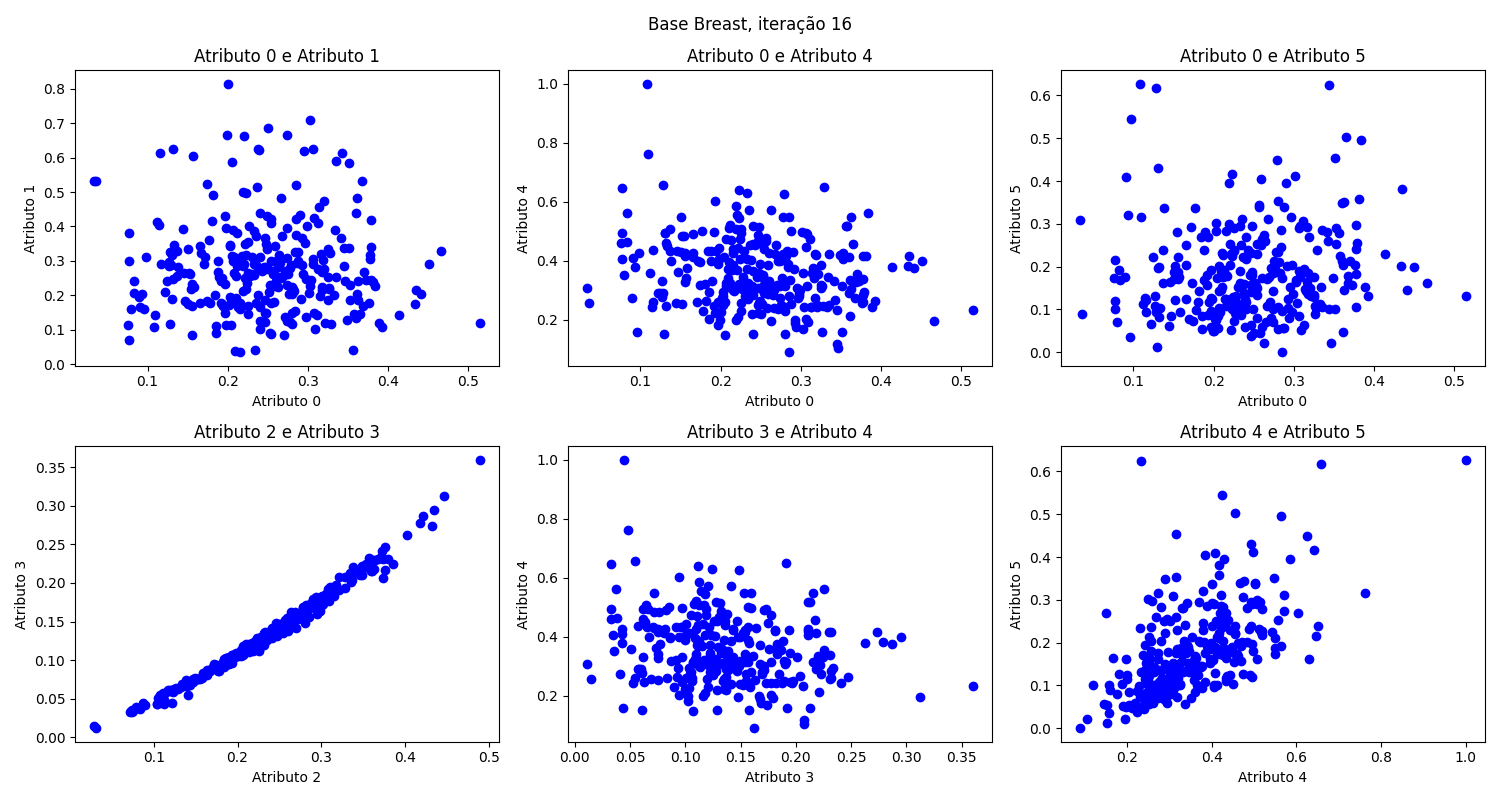 Base Breast, iteração 16
Atributo 0 e Atributo 1
Atributo 0 e Atributo 4
Atributo 0 e Atributo 5
0.8
0.7
0.6
0.5
0.4
0.3
0.2
0.1
0.0
Atributo 1
0.1 0.2 0.3 0.4 0.5
Atributo 0
1.0
0.8
0.6
0.4
0.2
Atributo 4
0.1 0.2 0.3 0.4 0.5
Atributo 0
0.6
0.5
0.4
0.3
0.2
0.1
0.0
Atributo 5
0.1 0.2 0.3 0.4 0.5
Atributo 0
Atributo 2 e Atributo 3
Atributo 3 e Atributo 4
Atributo 4 e Atributo 5
0.35
0.30
0.25
0.20
0.15
0.10
0.05
0.00
Atributo 3
0.1 0.2 0.3 0.4 0.5
Atributo 2
1.0
0.8
0.6
0.4
0.2
Atributo 4
0.00 0.05 0.10 0.15 0.20 0.25 0.30 0.35
Atributo 3
0.6
0.5
0.4
0.3
0.2
0.1
0.0
Atributo 5
0.2 0.4 0.6 0.8 1.0
Atributo 4